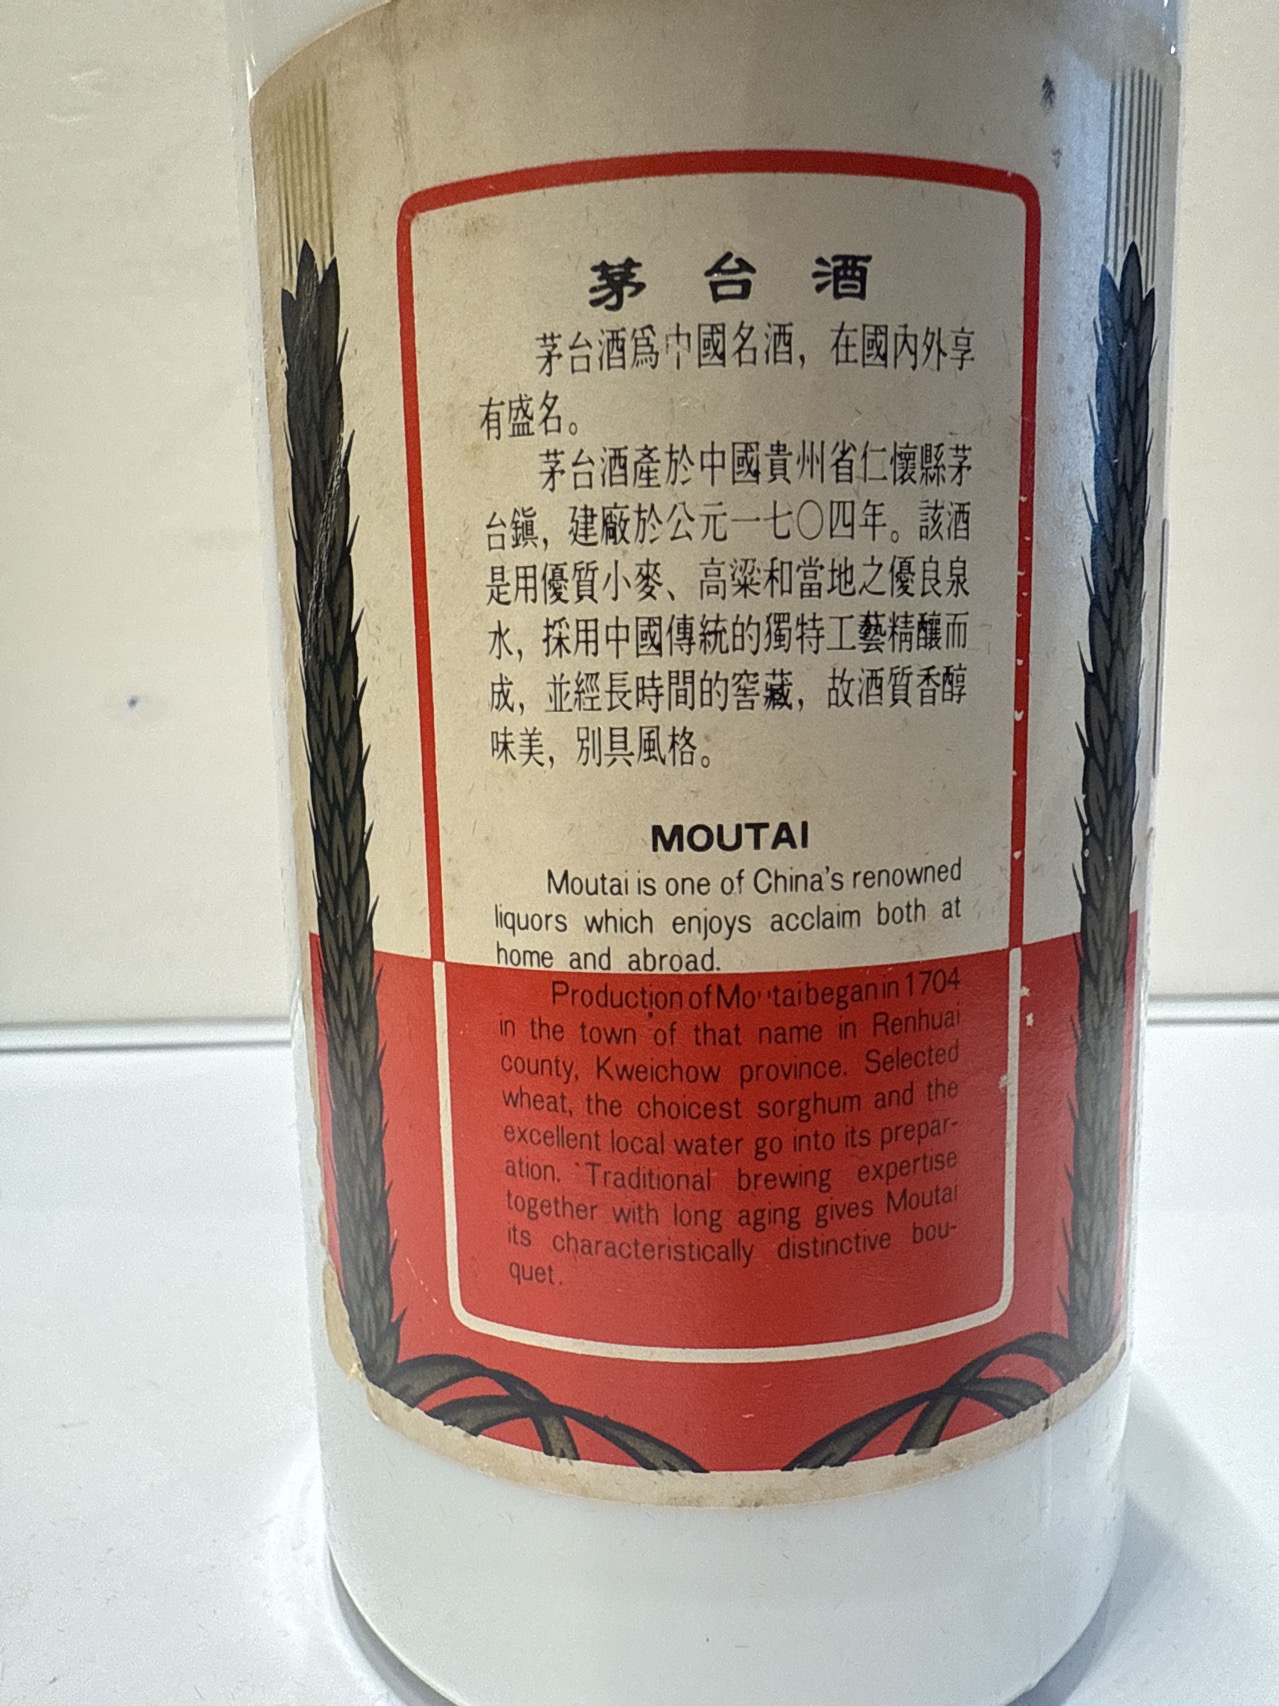 茅台酒
茅台酒爲中國名酒，在國內外享
有盛名。
茅台酒產於中國貴州省仁懷縣茅
台鎭，建廠於公元一七〇四年。該酒
是用優質小麥、高粱和當地之優良泉
水，採用中國傳統的獨特工藝精釀而
成，並經長時間的窖藏，故酒質香醇
味美，別具風格。
MOUTAI
Moutai is one of China's renowned
liquors which enjoys acclaim both at
home and abroad.
Production of Moutai began in 1704
in the town of that name in Renhuai
county, Kweichow province. Selected
wheat, the choicest sorghum and the
excellent local water go into its prepar-
ation. Traditional brewing expertise
together with long aging gives Moutai
its characteristically distinctive bou-
quet.